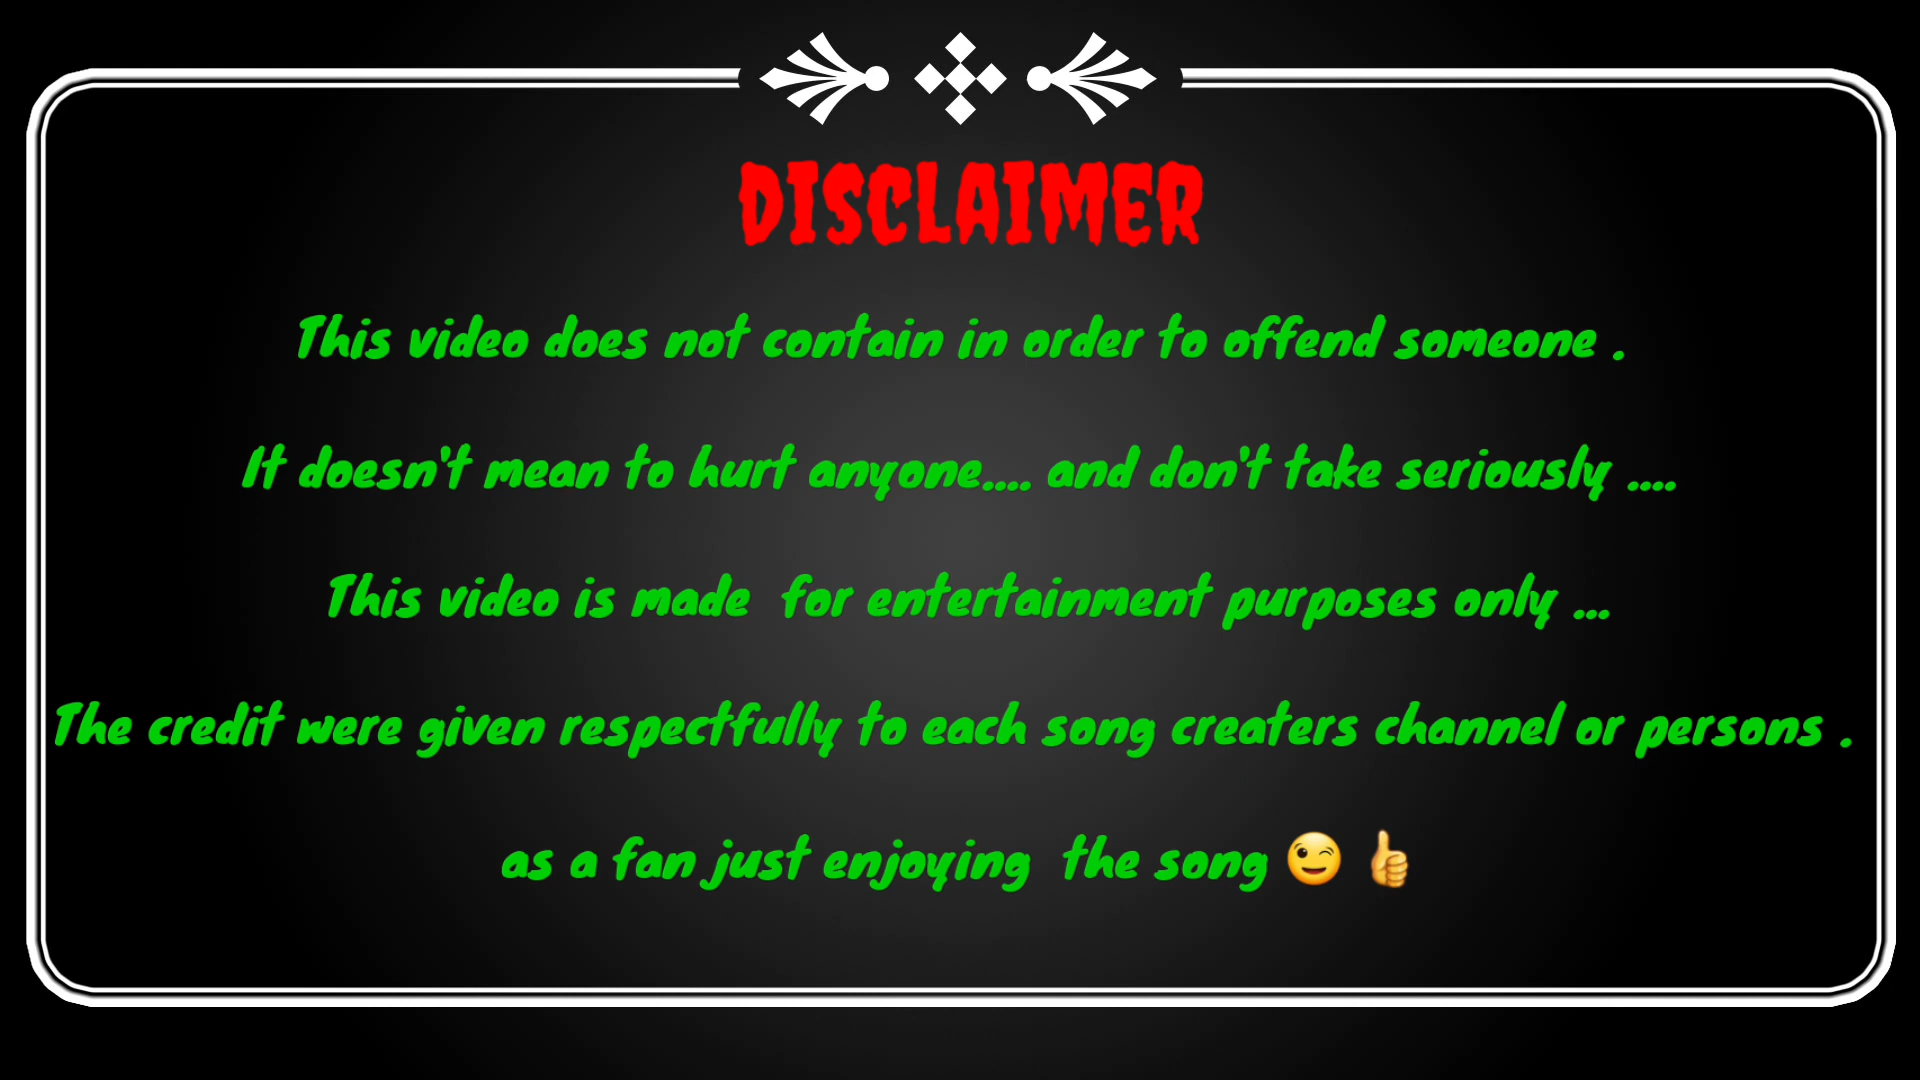 DISCLAIMER
This video does not contain in order to offend someone .
It doesn't mean to hurt anyone.... and don't take seriously ....
This video is made  for entertainment purposes only ...
The credit were given respectfully to each song creaters channel or persons .
as a fan just enjoying  the song 😉 👍